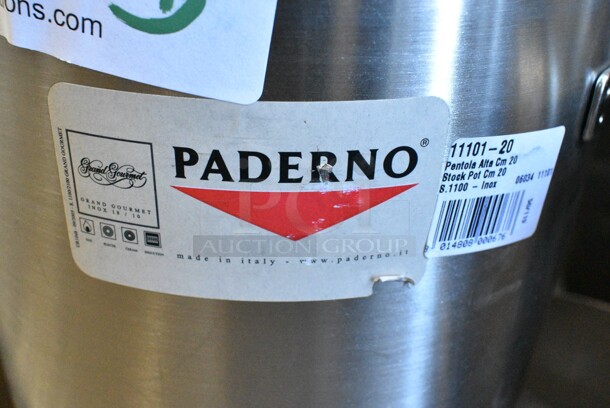 ons.com
PADERNO®
made in italy - www.paderno.it
Grand Gourmet
GRAND GOURMET
INOX 18 / 10
11101-20
Pentola Alta Cm 20
Stock Pot Cm 20
S.1100 - Inox
PCI
AUCTION GROUP